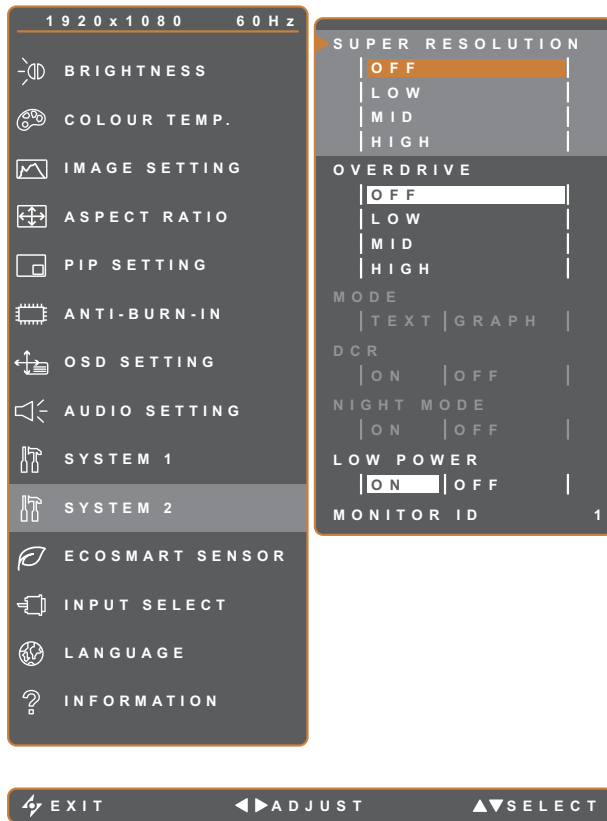 1920x1080 60Hz
BRIGHTNESS
COLOUR TEMP.
IMAGE SETTING
ASPECT RATIO
PIP SETTING
ANTI-BURN-IN
OSD SETTING
AUDIO SETTING
SYSTEM 1
SYSTEM 2
ECOSMART SENSOR
INPUT SELECT
LANGUAGE
INFORMATION
SUPER RESOLUTION
OFF
LOW
MID
HIGH
OVERDRIVE
OFF
LOW
MID
HIGH
MODE
TEXT GRAPH
DCR
ON OFF
NIGHT MODE
ON OFF
LOW POWER
ON OFF
MONITOR ID 1
EXIT ADJUST SELECT